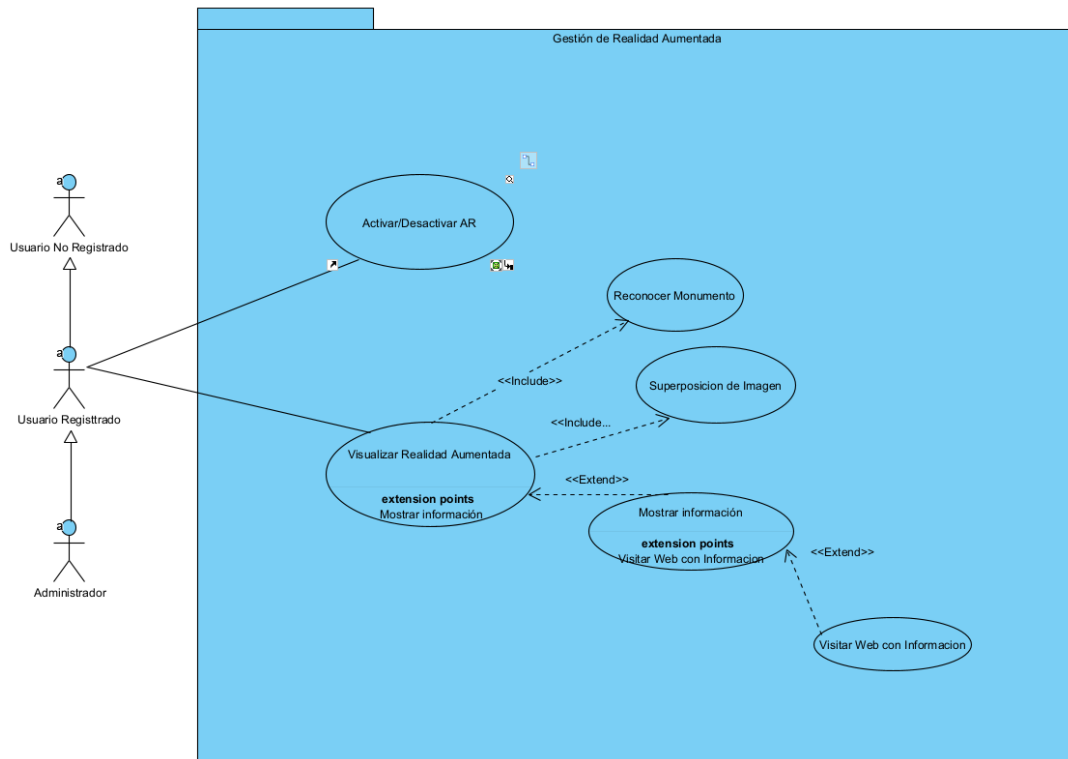 Gestión de Realidad Aumentada
a
Usuario No Registrado
Activar/Desactivar AR
Reconocer Monumento
a
Usuario Registtrado
<<Include>>
Superposicion de Imagen
<<Include...
Visualizar Realidad Aumentada
extension points
Mostrar información
<<Extend>>
Mostrar información
extension points
Visitar Web con Informacion
<<Extend>>
a
Administrador
Visitar Web con Informacion